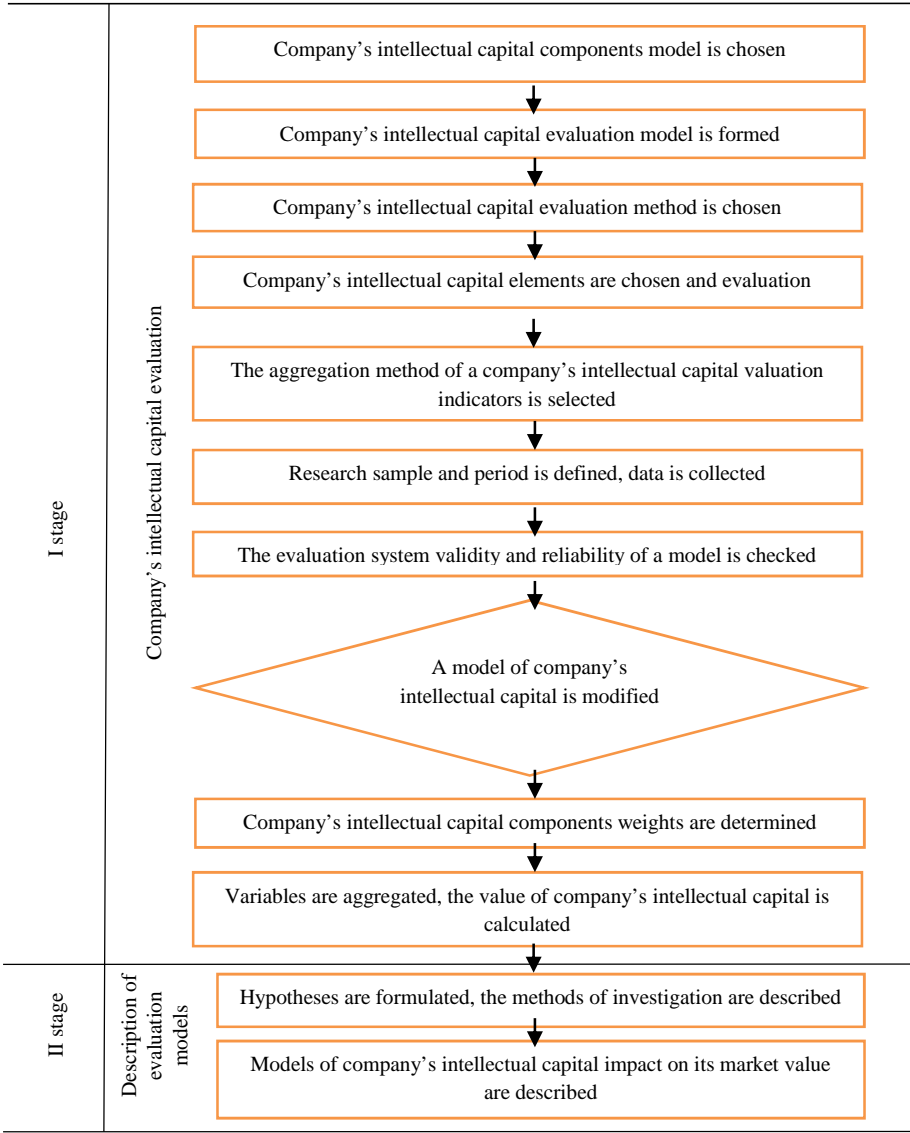 Company’s intellectual capital components model is chosen
Company’s intellectual capital evaluation model is formed
Company’s intellectual capital evaluation method is chosen
Company’s intellectual capital elements are chosen and evaluation
The aggregation method of a company’s intellectual capital valuation
indicators is selected
Research sample and period is defined, data is collected
The evaluation system validity and reliability of a model is checked
A model of company’s
intellectual capital is modified
Company’s intellectual capital components weights are determined
Variables are aggregated, the value of company’s intellectual capital is
calculated
I stage
Company’s intellectual capital evaluation
II stage
Description of
evaluation
models
Hypotheses are formulated, the methods of investigation are described
Models of company’s intellectual capital impact on its market value
are described